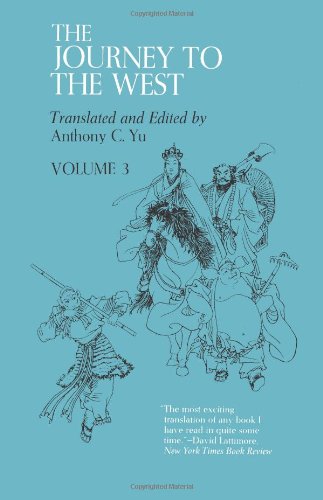 THE
JOURNEY TO
THE WEST
Translated and Edited by
Anthony C. Yu
VOLUME 3
"The most exciting
translation of any book I
have read in quite some
time."—David Lattimore,
New York Times Book Review